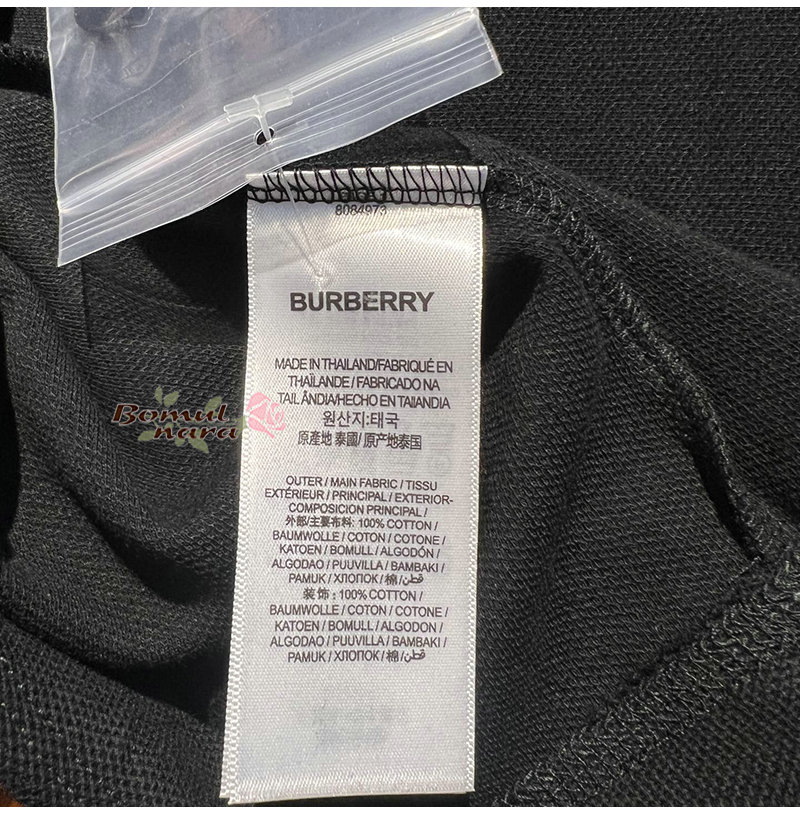 8084973
BURBERRY
MADE IN THAILAND/FABRIQUÉ EN
THAÏLANDE / FABRICADO NA
TAIL ÂNDIA/HECHO EN TAIIANDIA
원산지:태국
原產地 泰國/ 原产地泰国
Bomul
nara
OUTER / MAIN FABRIC / TISSU
EXTÉRIEUR / PRINCIPAL / EXTERIOR-
COMPOSICION PRINCIPAL /
外部/主要布料: 100% COTTON /
BAUMWOLLE / COTON / COTONE /
KATOEN / BOMULL / ALGODÓN /
ALGODAO / PUUVILLA / BAMBAKI /
PAMUK / ХЛОПОК / 棉 / قطن
装饰: 100% COTTON /
BAUMWOLLE / COTON / COTONE /
KATOEN / BOMULL / ALGODON /
ALGODAO / PUUVILLA / BAMBAKI /
PAMUK / ХЛОПОК / 棉 / قطن